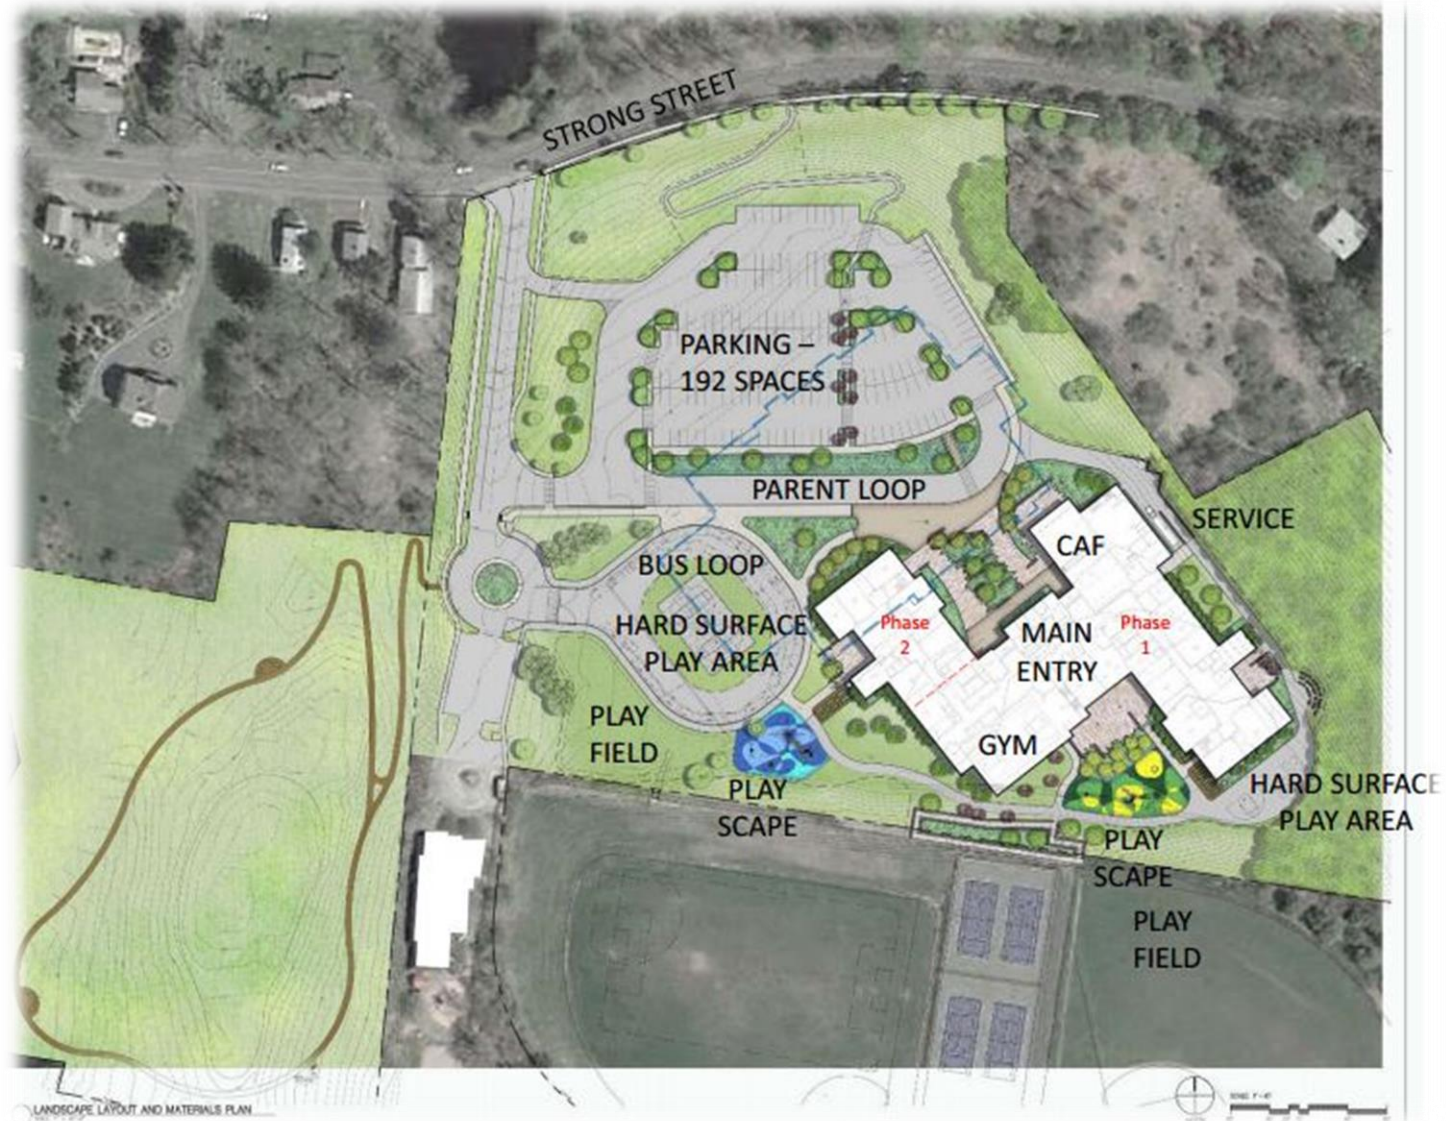 STRONG STREET
PARKING –
192 SPACES
PARENT LOOP
SERVICE
CAF
BUS LOOP
HARD SURFACE
PLAY AREA
Phase
2
MAIN
ENTRY
Phase
1
PLAY
FIELD
GYM
PLAY
SCAPE
HARD SURFACE
PLAY AREA
PLAY
SCAPE
PLAY
FIELD
LANDSCAPE LAYOUT AND MATERIALS PLAN